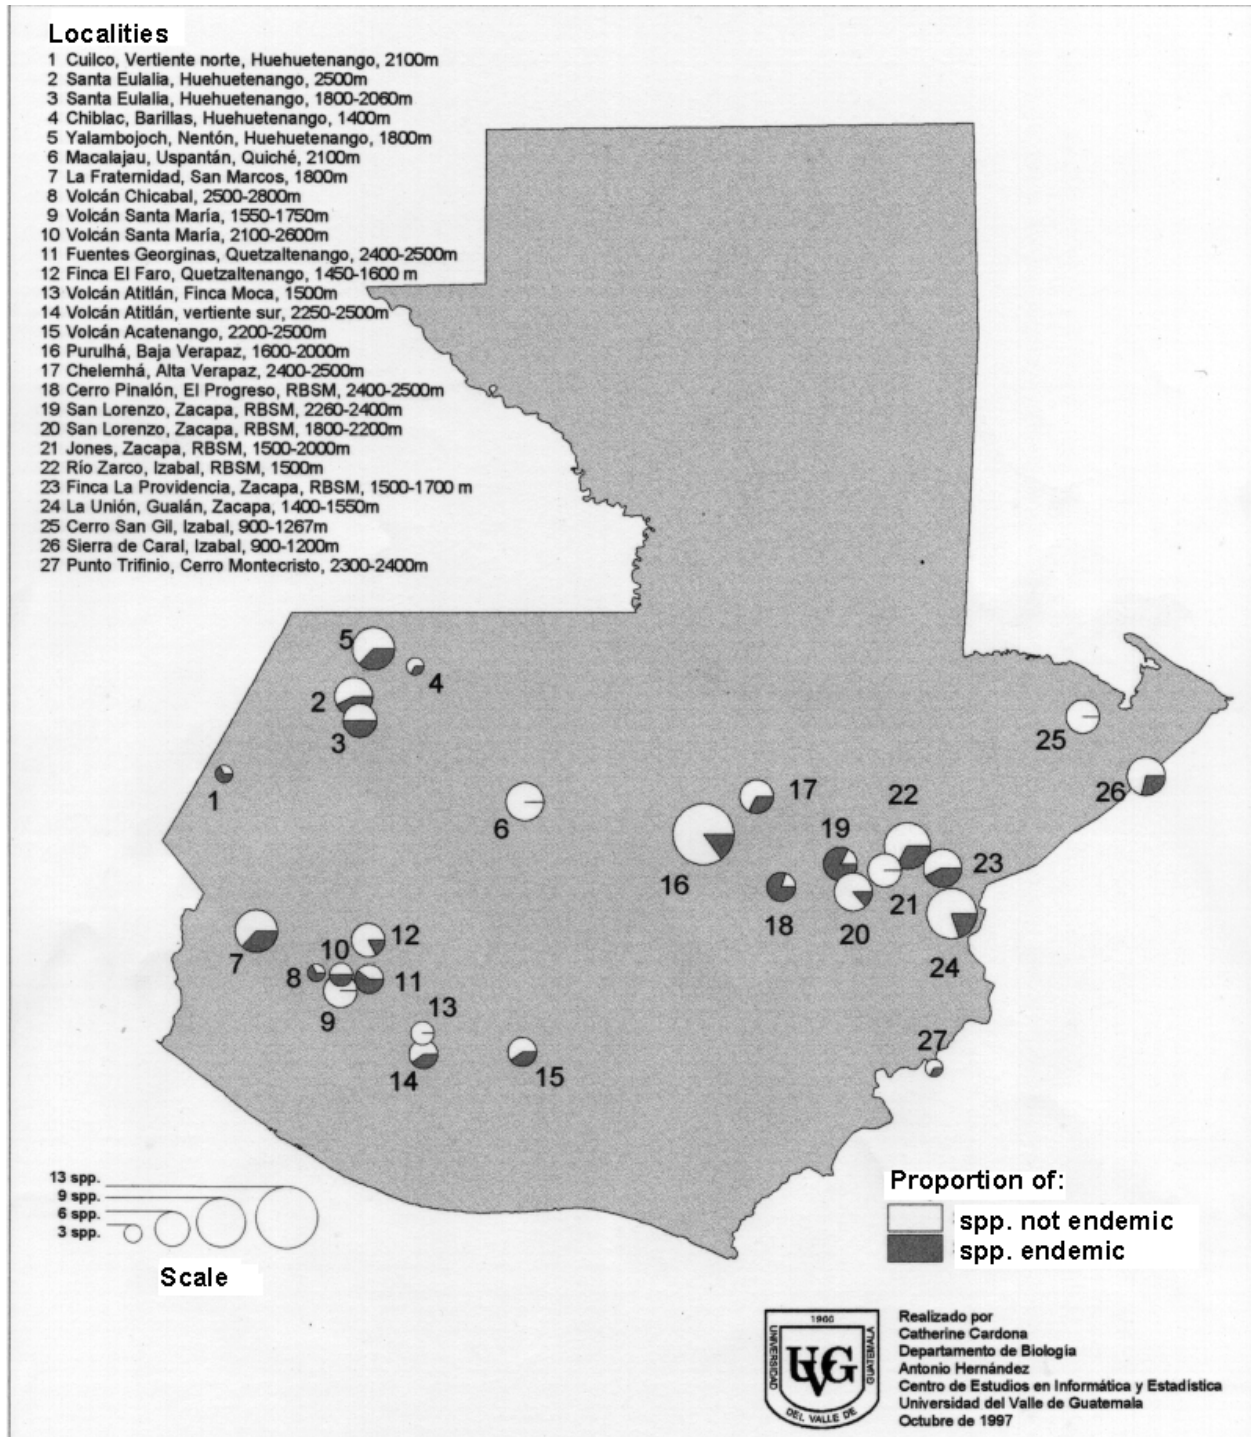 Localities
1 Cuilco, Vertiente norte, Huehuetenango, 2100m
2 Santa Eulalia, Huehuetenango, 2500m
3 Santa Eulalia, Huehuetenango, 1800-2060m
4 Chiblac, Barillas, Huehuetenango, 1400m
5 Yalambojoch, Nentón, Huehuetenango, 1800m
6 Macalajau, Uspantán, Quiché, 2100m
7 La Fraternidad, San Marcos, 1800m
8 Volcán Chicabal, 2500-2800m
9 Volcán Santa María, 1550-1750m
10 Volcán Santa María, 2100-2600m
11 Fuentes Georginas, Quetzaltenango, 2400-2500m
12 Finca El Faro, Quetzaltenango, 1450-1600 m
13 Volcán Atitlán, Finca Moca, 1500m
14 Volcán Atitlán, vertiente sur, 2250-2500m
15 Volcán Acatenango, 2200-2500m
16 Purulhá, Baja Verapaz, 1600-2000m
17 Chelemhá, Alta Verapaz, 2400-2500m
18 Cerro Pinalón, El Progreso, RBSM, 2400-2500m
19 San Lorenzo, Zacapa, RBSM, 2260-2400m
20 San Lorenzo, Zacapa, RBSM, 1800-2200m
21 Jones, Zacapa, RBSM, 1500-2000m
22 Río Zarco, Izabal, RBSM, 1500m
23 Finca La Providencia, Zacapa, RBSM, 1500-1700 m
24 La Unión, Gualán, Zacapa, 1400-1550m
25 Cerro San Gil, Izabal, 900-1267m
26 Sierra de Caral, Izabal, 900-1200m
27 Punto Trifinio, Cerro Montecristo, 2300-2400m
5
4
2
3
25
1
26
17
6
22
19
16
23
18
21
20
12
7
10
24
8
11
9
13
27
14
15
13 spp.
9 spp.
6 spp.
3 spp.
Scale
Proportion of:
spp. not endemic
spp. endemic
1966
UNIVERSIDAD
UVG
GUATEMALA
DEL VALLE DE
Realizado por
Catherine Cardona
Departamento de Biología
Antonio Hernández
Centro de Estudios en Informática y Estadística
Universidad del Valle de Guatemala
Octubre de 1997